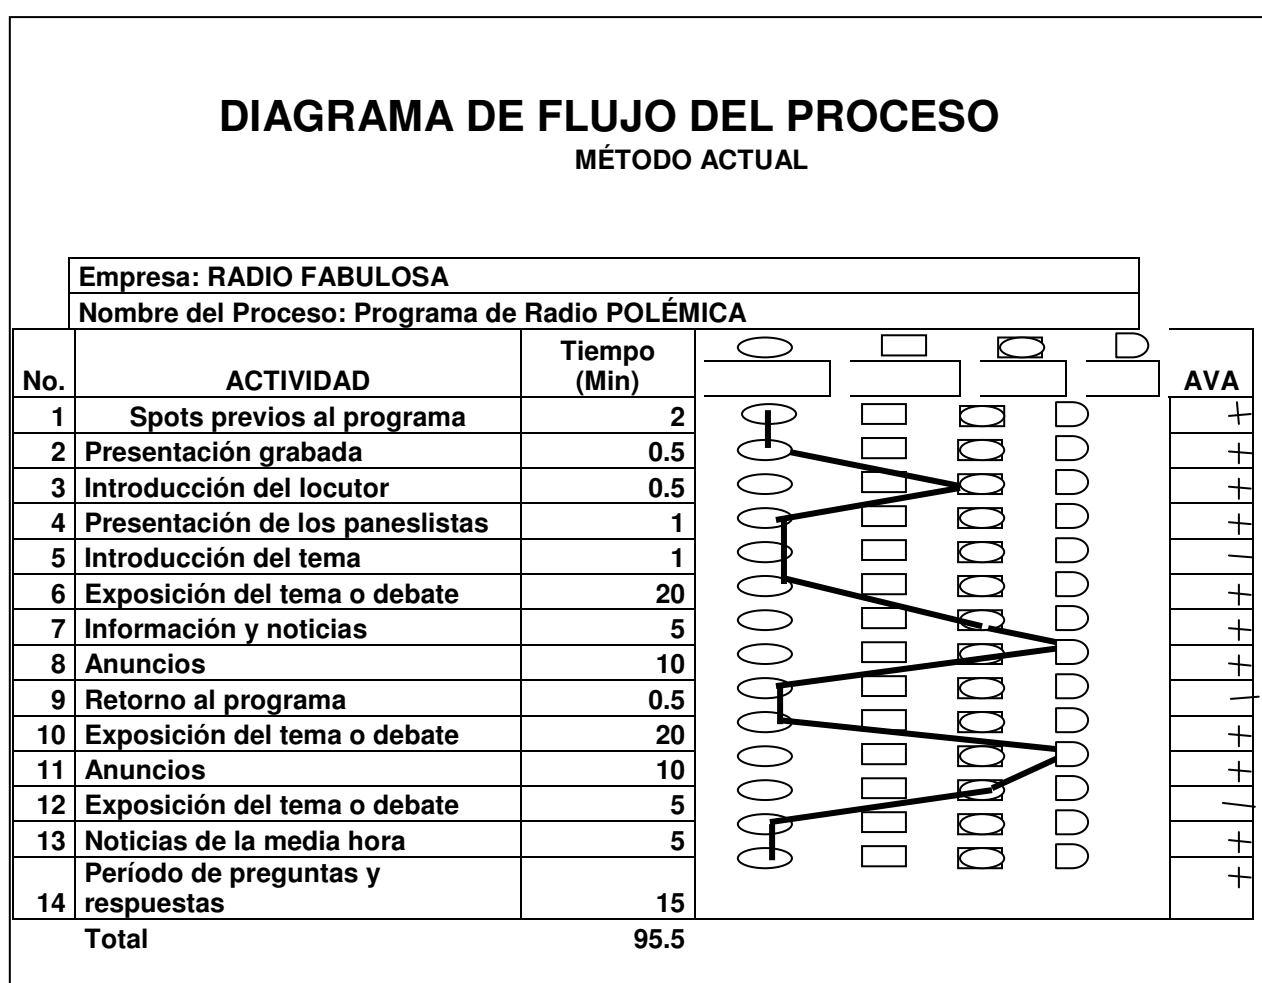 DIAGRAMA DE FLUJO DEL PROCESO
MÉTODO ACTUAL
Empresa: RADIO FABULOSA
Nombre del Proceso: Programa de Radio POLÉMICA
No. ACTIVIDAD Tiempo (Min) AVA
1 Spots previos al programa 2 +
2 Presentación grabada 0.5 +
3 Introducción del locutor 0.5 +
4 Presentación de los paneslistas 1 +
5 Introducción del tema 1 –
6 Exposición del tema o debate 20 +
7 Información y noticias 5 +
8 Anuncios 10 +
9 Retorno al programa 0.5 –
10 Exposición del tema o debate 20 +
11 Anuncios 10 +
12 Exposición del tema o debate 5 –
13 Noticias de la media hora 5 +
14 Período de preguntas y respuestas 15 +
Total 95.5